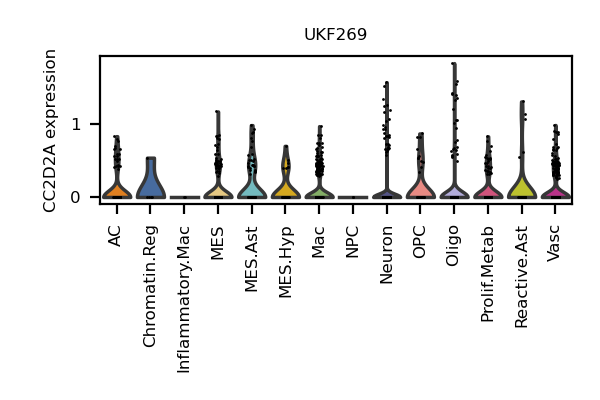 UKF269
CC2D2A expression
1
0
AC
Chromatin.Reg
Inflammatory.Mac
MES
MES.Ast
MES.Hyp
Mac
NPC
Neuron
OPC
Oligo
Prolif.Metab
Reactive.Ast
Vasc